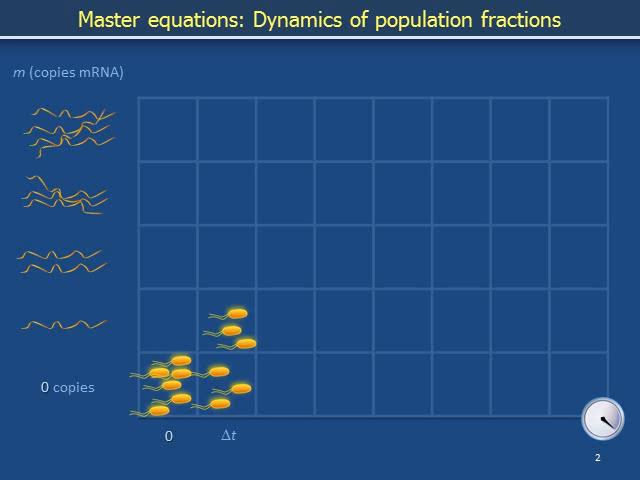 Master equations: Dynamics of population fractions
m (copies mRNA)
0 copies
0 Δt
2